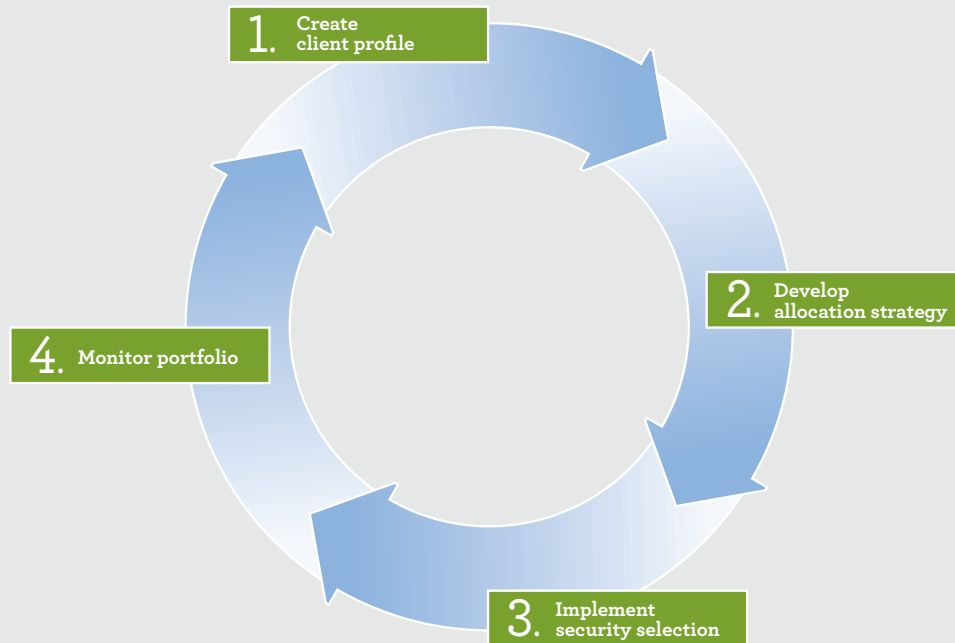 1. Create
client profile
2. Develop
allocation strategy
3. Implement
security selection
4. Monitor portfolio